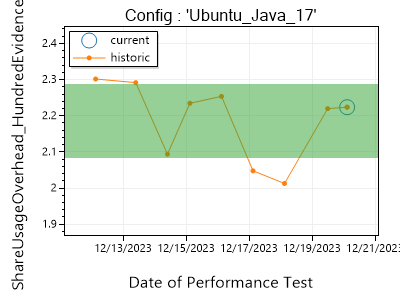 Config : 'Ubuntu_Java_17'
ShareUsageOverhead_HundredEvidence
current
historic
2.4
2.3
2.2
2.1
2
1.9
12/13/2023
12/15/2023
12/17/2023
12/19/2023
12/21/2023
Date of Performance Test